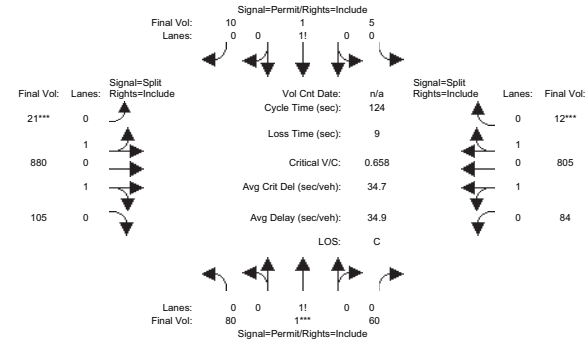 Signal=Permit/Rights=Include
Final Vol: 10 1 5
Lanes: 0 0 1! 0 0
Signal=Split
Final Vol: Lanes: Rights=Include
Vol Cnt Date: n/a
Signal=Split
Rights=Include Lanes: Final Vol:
Cycle Time (sec): 124
21*** 0
0 12***
Loss Time (sec): 9
1
1
880 0
Critical V/C: 0.658
0 805
1
Avg Crit Del (sec/veh): 34.7
1
105 0
Avg Delay (sec/veh): 34.9
0 84
LOS: C
Lanes: 0 0 1! 0 0
Final Vol: 80 1*** 60
Signal=Permit/Rights=Include